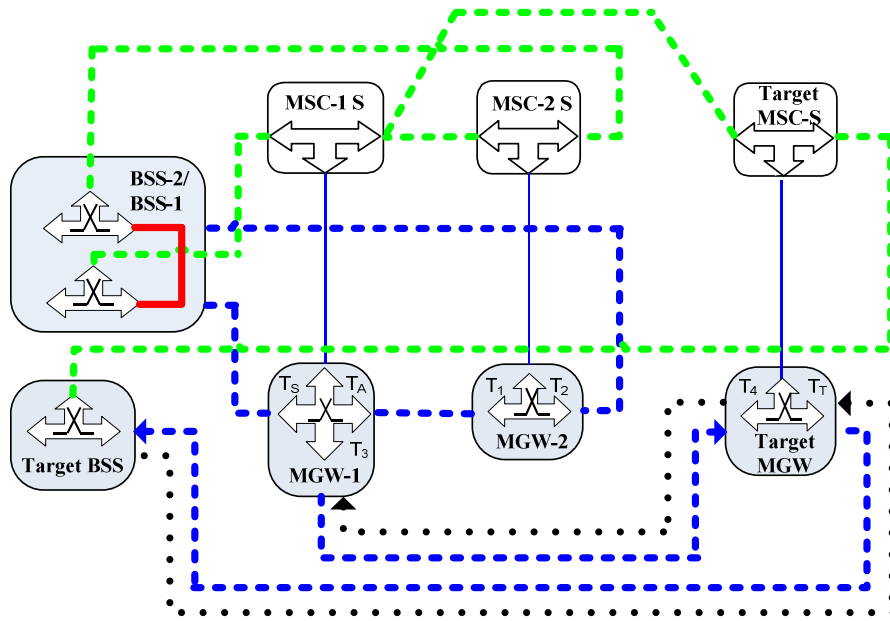 MSC-1 S
MSC-2 S
Target
MSC-S
BSS-2/
BSS-1
TS
TA
T3
MGW-1
T1
T2
MGW-2
T4
TT
Target
MGW
Target BSS